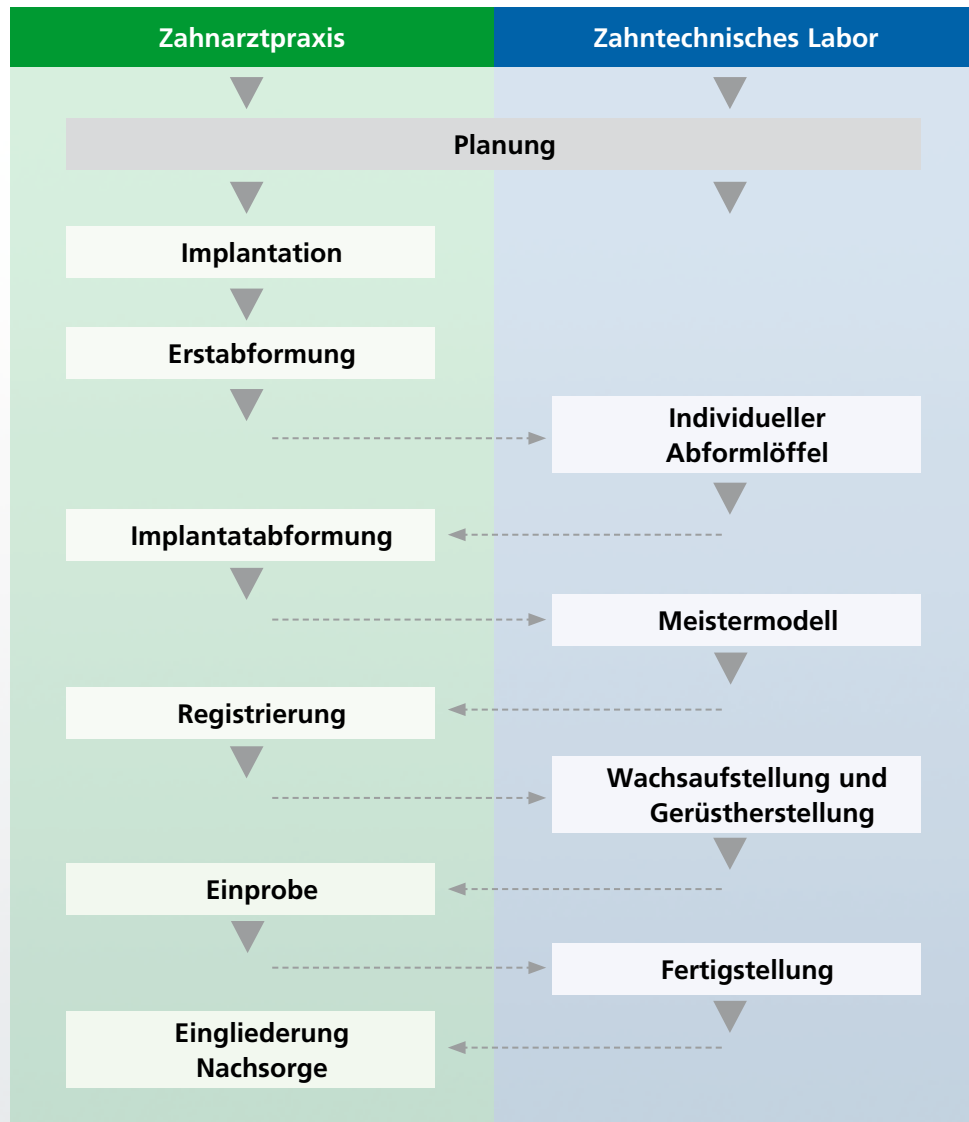 Zahnarztpraxis
Zahntechnisches Labor
Planung
Implantation
Erstabformung
Individueller
Abformlöffel
Implantatabformung
Meistermodell
Registrierung
Wachsaufstellung und
Gerüstherstellung
Einprobe
Fertigstellung
Eingliederung
Nachsorge